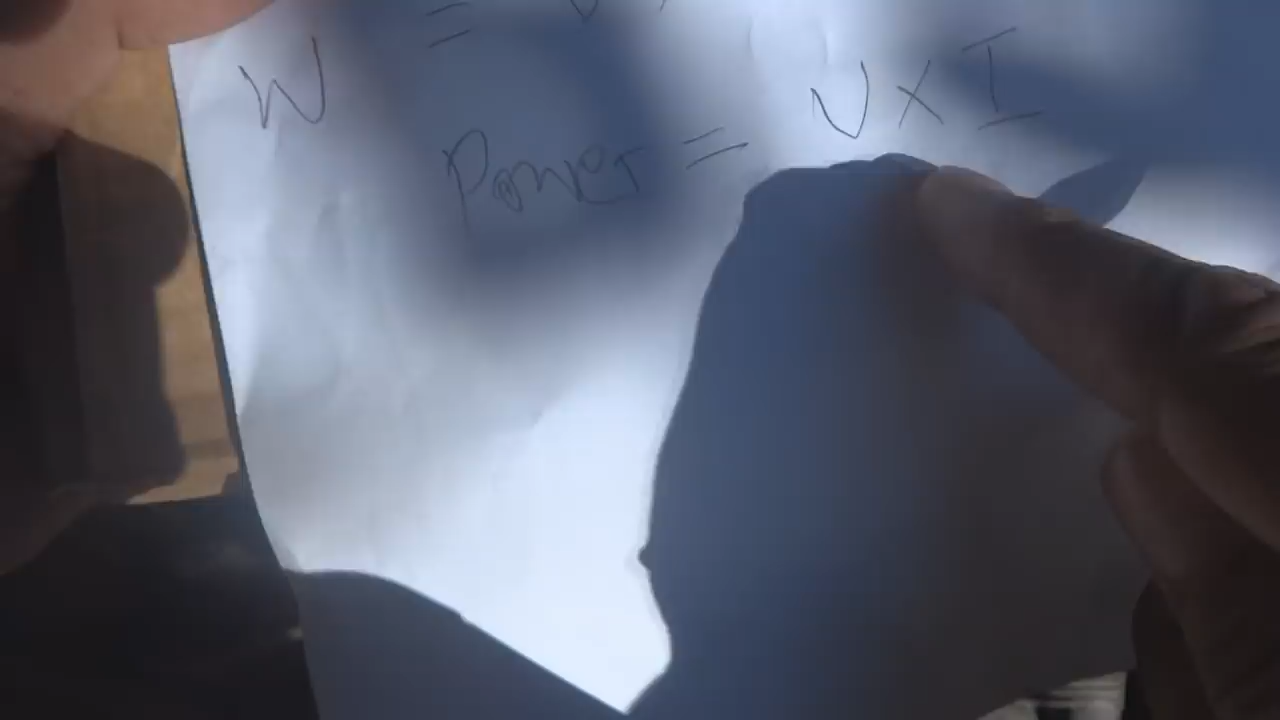 W =
Power = V x I